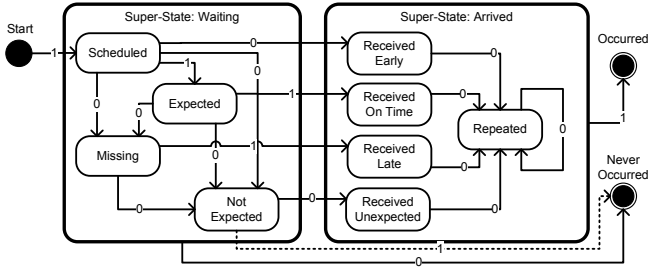 Super-State: Waiting
Super-State: Arrived
Start
Occurred
1
Scheduled
0
Received
Early
0
1
0
0
Expected
0
1
Received
On Time
0
Repeated
0
1
Missing
0
1
Received
Late
0
Never
Occurred
0
Not
Expected
0
Received
Unexpected
0
1
0